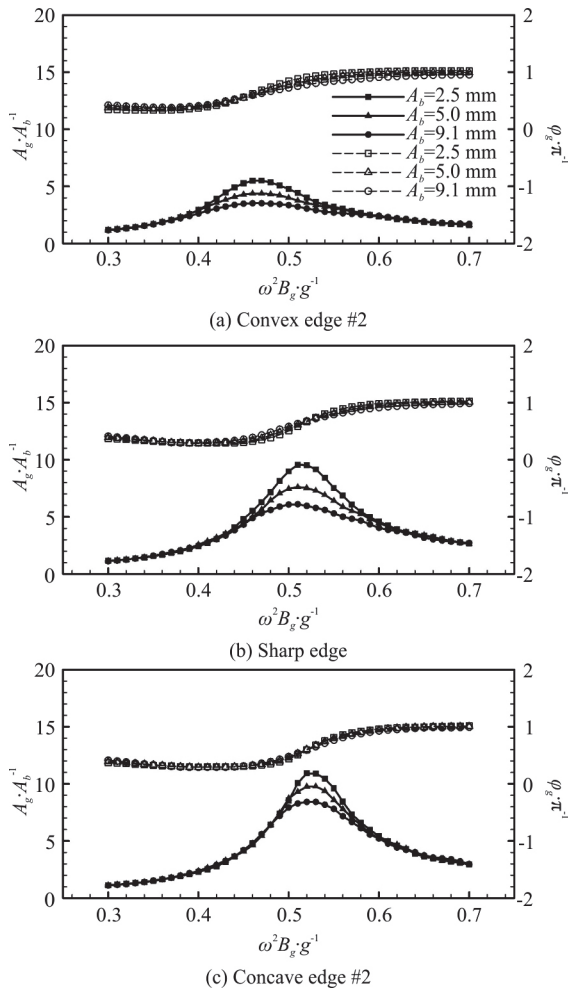 20
15
10
5
0
A_g·A_b^-1
2
1
0
-1
-2
φ_g·π^-1
A_b=2.5 mm
A_b=5.0 mm
A_b=9.1 mm
A_b=2.5 mm
A_b=5.0 mm
A_b=9.1 mm
0.3 0.4 0.5 0.6 0.7
ω²B_g·g^-1
(a) Convex edge #2
20
15
10
5
0
A_g·A_b^-1
2
1
0
-1
-2
φ_g·π^-1
0.3 0.4 0.5 0.6 0.7
ω²B_g·g^-1
(b) Sharp edge
20
15
10
5
0
A_g·A_b^-1
2
1
0
-1
-2
φ_g·π^-1
0.3 0.4 0.5 0.6 0.7
ω²B_g·g^-1
(c) Concave edge #2